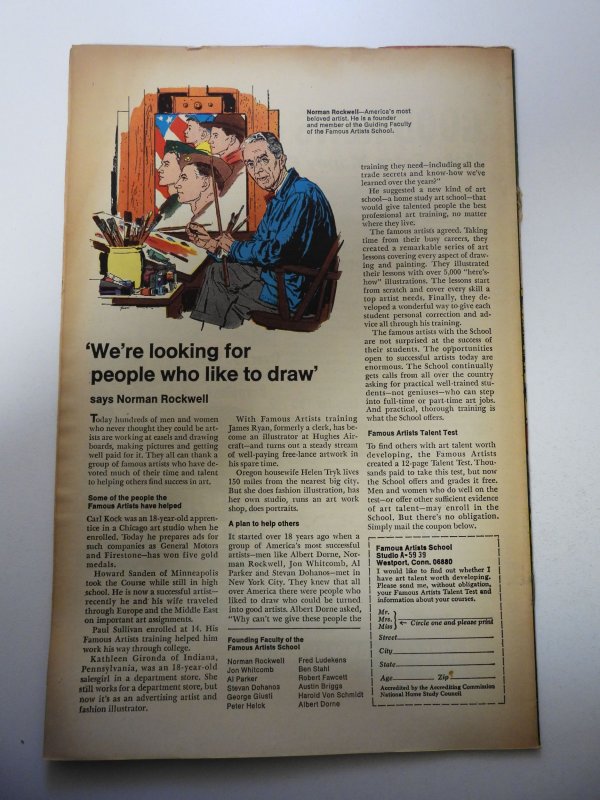 Norman Rockwell—America's most
beloved artist. He is a founder
and member of the Guiding Faculty
of the Famous Artists School.
'We're looking for
people who like to draw'
says Norman Rockwell
Today hundreds of men and women
who never thought they could be art-
ists are working at easels and drawing
boards, making pictures and getting
well paid for it. They all can thank a
group of famous artists who have de-
voted much of their time and talent
to helping others find success in art.
Some of the people the
Famous Artists have helped
Carl Kock was an 18-year-old appren-
tice in a Chicago art studio when he
enrolled. Today he prepares ads for
such companies as General Motors
and Firestone—has won five gold
medals.
Howard Sanden of Minneapolis
took the Course while still in high
school. He is now a successful artist—
recently he and his wife traveled
through Europe and the Middle East
on important art assignments.
Paul Sullivan enrolled at 14. His
Famous Artists training helped him
work his way through college.
Kathleen Gironda of Indiana,
Pennsylvania, was an 18-year-old
salesgirl in a department store. She
still works for a department store, but
now it's as an advertising artist and
fashion illustrator.
With Famous Artists training
James Ryan, formerly a clerk, has be-
come an illustrator at Hughes Air-
craft—and turns out a steady stream
of well-paying free-lance artwork in
his spare time.
Oregon housewife Helen Tryk lives
150 miles from the nearest big city.
But she does fashion illustration, has
her own studio, runs an art work
shop, does portraits.
A plan to help others
It started over 18 years ago when a
group of America's most successful
artists—men like Albert Dorne, Nor-
man Rockwell, Jon Whitcomb, Al
Parker and Stevan Dohanos—met in
New York City. They knew that all
over America there were people who
liked to draw who could be turned
into good artists. Albert Dorne asked,
"Why can't we give these people the
Founding Faculty of the
Famous Artists School
Norman Rockwell
Jon Whitcomb
Al Parker
Stevan Dohanos
George Giusti
Peter Helck
Fred Ludekens
Ben Stahl
Robert Fawcett
Austin Briggs
Harold Von Schmidt
Albert Dorne
training they need—including all the
trade secrets and know-how we've
learned over the years?"
He suggested a new kind of art
school—a home study art school—that
would give talented people the best
professional art training, no matter
where they live.
The famous artists agreed. Taking
time from their busy careers, they
created a remarkable series of art
lessons covering every aspect of draw-
ing and painting. They illustrated
their lessons with over 5,000 "here's-
how" illustrations. The lessons start
from scratch and cover every skill a
top artist needs. Finally, they de-
veloped a wonderful way to give each
student personal correction and ad-
vice all through his training.
The famous artists with the School
are not surprised at the success of
their students. The opportunities
open to successful artists today are
enormous. The School continually
gets calls from all over the country
asking for practical well-trained stu-
dents—not geniuses—who can step
into full-time or part-time art jobs.
And practical, thorough training is
what the School offers.
Famous Artists Talent Test
To find others with art talent worth
developing, the Famous Artists
created a 12-page Talent Test. Thou-
sands paid to take this test, but now
the School offers and grades it free.
Men and women who do well on the
test—or offer other sufficient evidence
of art talent—may enroll in the
School. But there's no obligation.
Simply mail the coupon below.
Famous Artists School
Studio A-59 39
Westport, Conn. 06880
I would like to find out whether I
have art talent worth developing.
Please send me, without obligation,
your Famous Artists Talent Test and
information about your courses.
Mr.
Mrs.
Miss
Circle one and please print
Street
City
State
Age Zip
Accredited by the Accrediting Commission
National Home Study Council